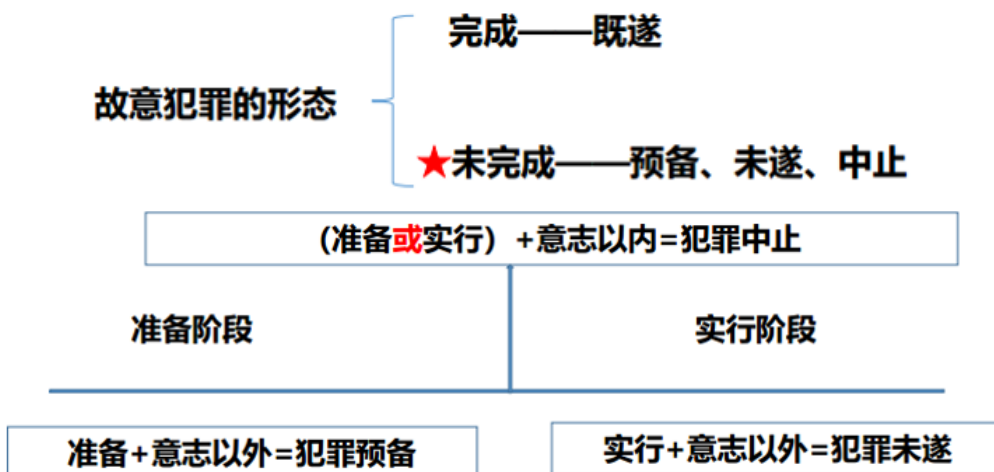 完成——既遂
故意犯罪的形态
★未完成——预备、未遂、中止
（准备或实行）+意志以内=犯罪中止
准备阶段
实行阶段
准备+意志以外=犯罪预备
实行+意志以外=犯罪未遂